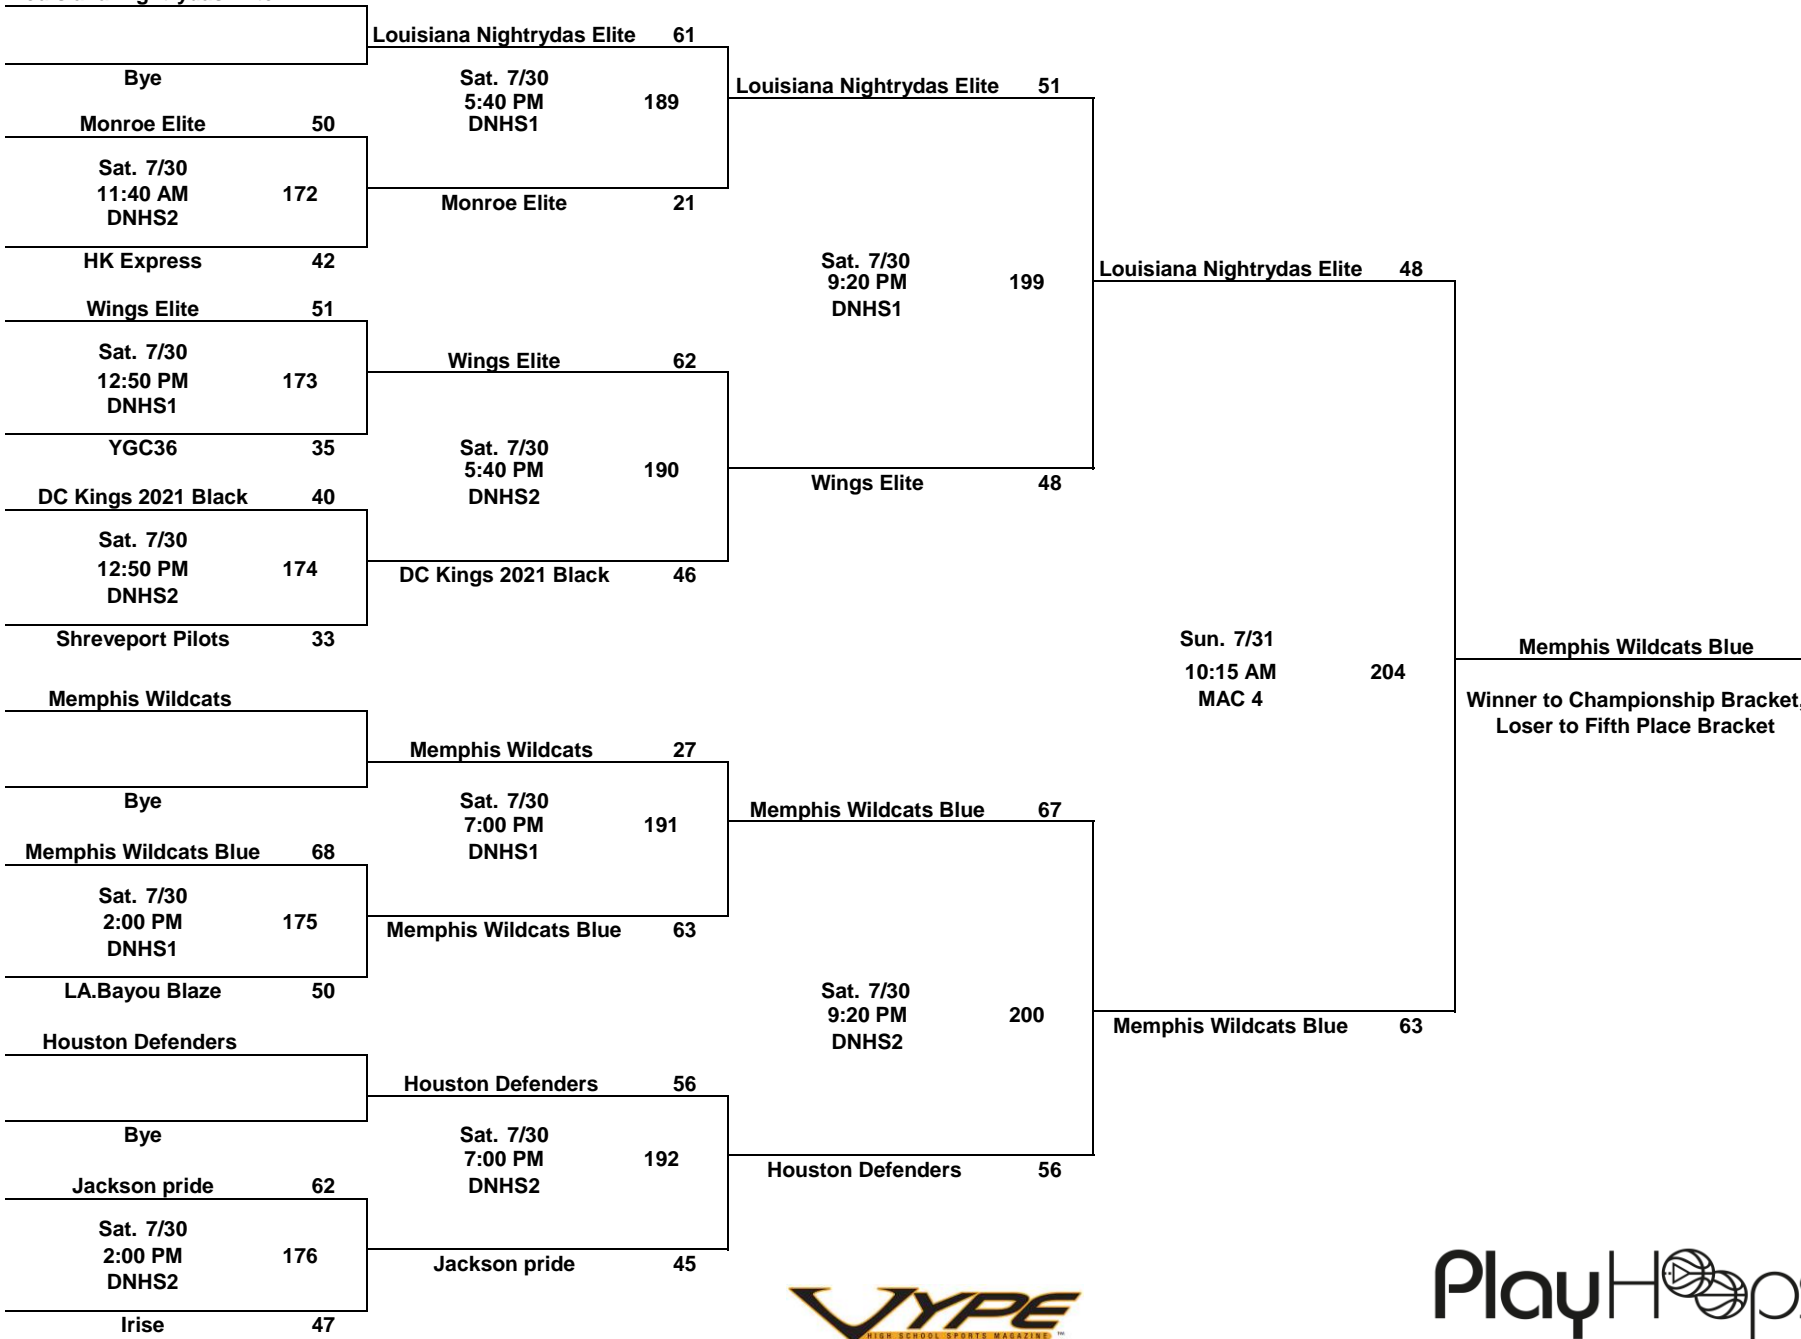 Louisiana Nightrydas Elite 61
Bye
Sat. 7/30
5:40 PM 189
DNHS1
Louisiana Nightrydas Elite 51
Monroe Elite 50
Sat. 7/30
11:40 AM 172
DNHS2
Monroe Elite 21
HK Express 42
Sat. 7/30
9:20 PM 199
DNHS1
Louisiana Nightrydas Elite 48
Wings Elite 51
Sat. 7/30
12:50 PM 173
DNHS1
Wings Elite 62
YGC36 35
Sat. 7/30
5:40 PM 190
DNHS2
Wings Elite 48
DC Kings 2021 Black 40
Sat. 7/30
12:50 PM 174
DNHS2
DC Kings 2021 Black 46
Shreveport Pilots 33
Sun. 7/31
10:15 AM 204
MAC 4
Memphis Wildcats Blue
Winner to Championship Bracket,
Loser to Fifth Place Bracket
Memphis Wildcats
Memphis Wildcats 27
Bye
Sat. 7/30
7:00 PM 191
DNHS1
Memphis Wildcats Blue 67
Memphis Wildcats Blue 68
Sat. 7/30
2:00 PM 175
DNHS1
Memphis Wildcats Blue 63
LA.Bayou Blaze 50
Sat. 7/30
9:20 PM 200
DNHS2
Memphis Wildcats Blue 63
Houston Defenders
Houston Defenders 56
Bye
Sat. 7/30
7:00 PM 192
DNHS2
Houston Defenders 56
Jackson pride 62
Sat. 7/30
2:00 PM 176
DNHS2
Jackson pride 45
Irise 47
VYPE
HIGH SCHOOL SPORTS MAGAZINE ™
PlayHoops